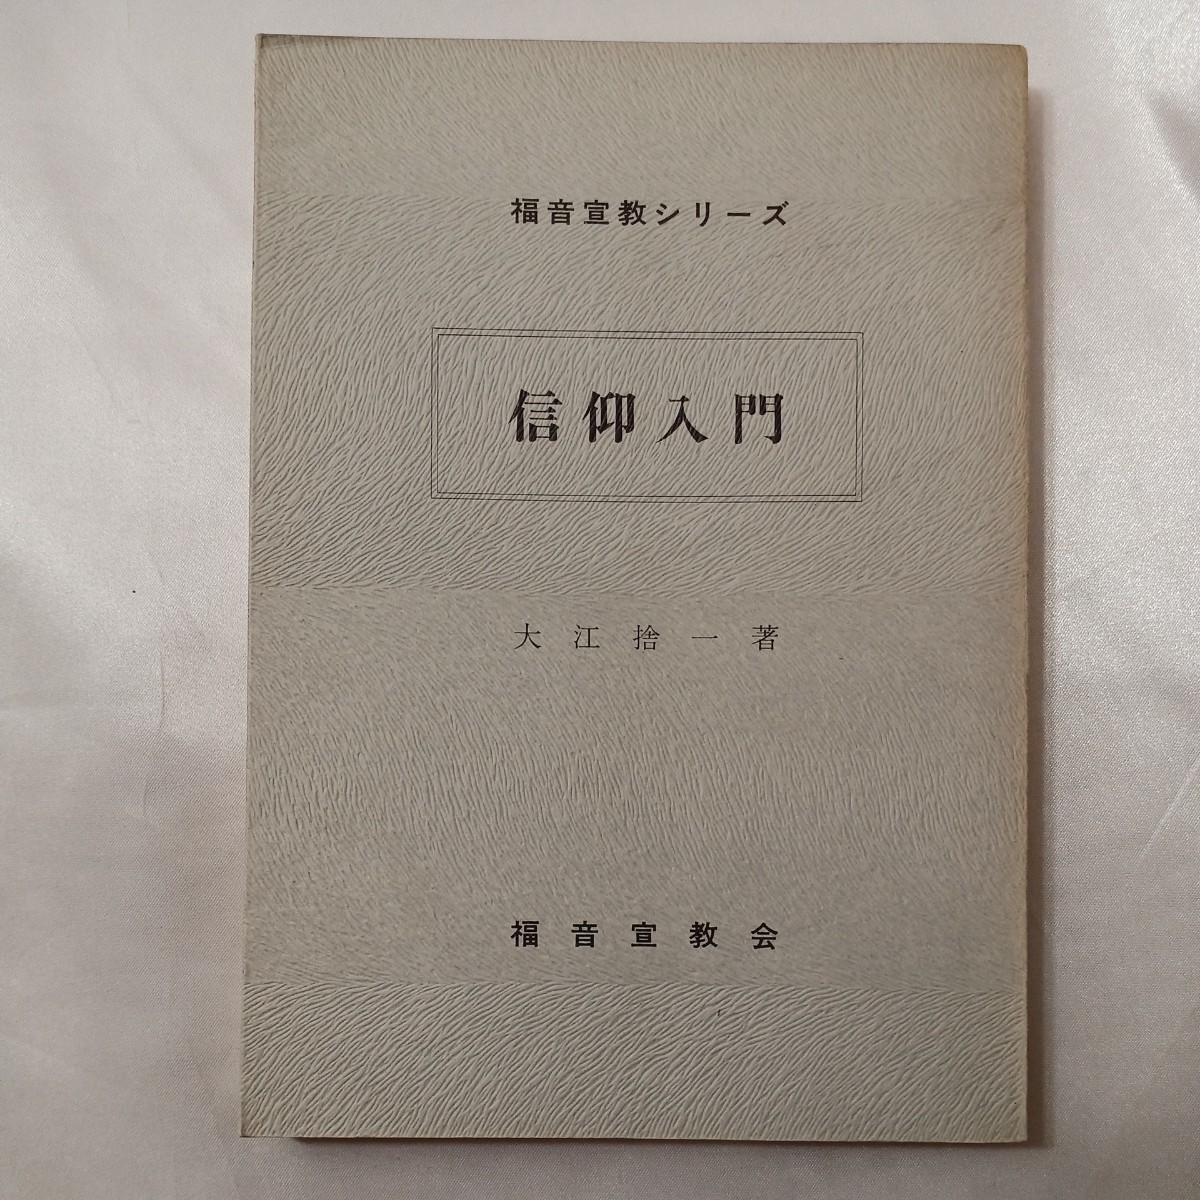 福音宣教シリーズ
信仰入門
大江捨一著
福音宣教会